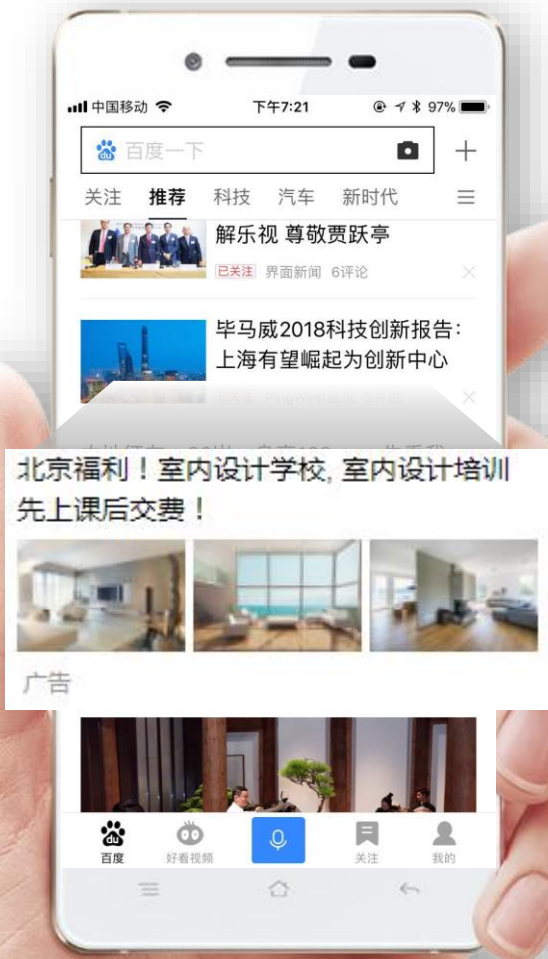 中国移动
下午7:21
97%
du
百度一下
关注 推荐 科技 汽车 新时代
解乐视 尊敬贾跃亭
已关注 界面新闻 6评论
毕马威2018科技创新报告:
上海有望崛起为创新中心
北京福利！室内设计学校, 室内设计培训
先上课后交费！
广告
du
百度 好看视频 关注 我的